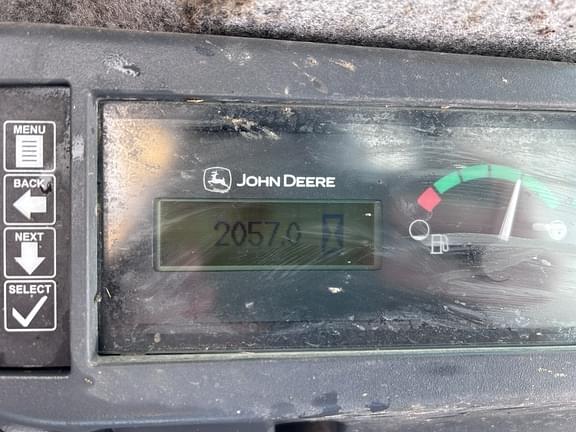 MENU
BACK
NEXT
SELECT
JOHN DEERE
2057.0